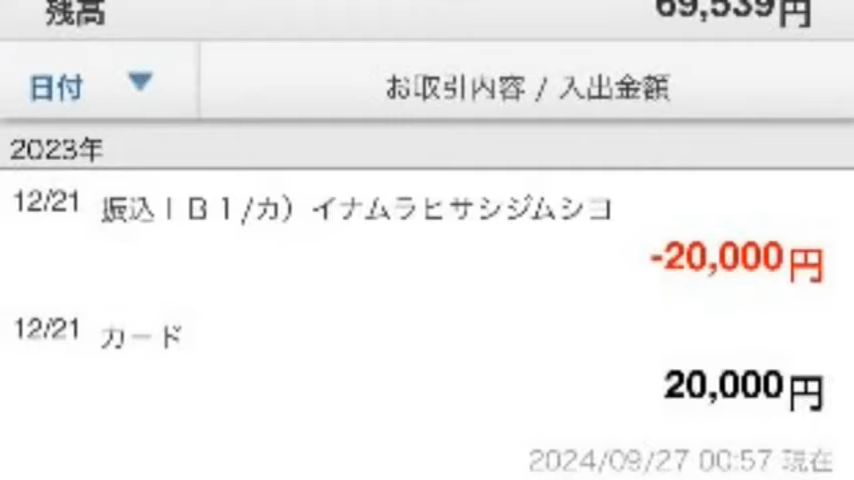 残高 69,539円
日付 ▼ お取引内容 / 入出金額
2023年
12/21 振込IB1/カ）イナムラヒサシジムシヨ
-20,000円
12/21 カード
20,000円
2024/09/27 00:57 現在